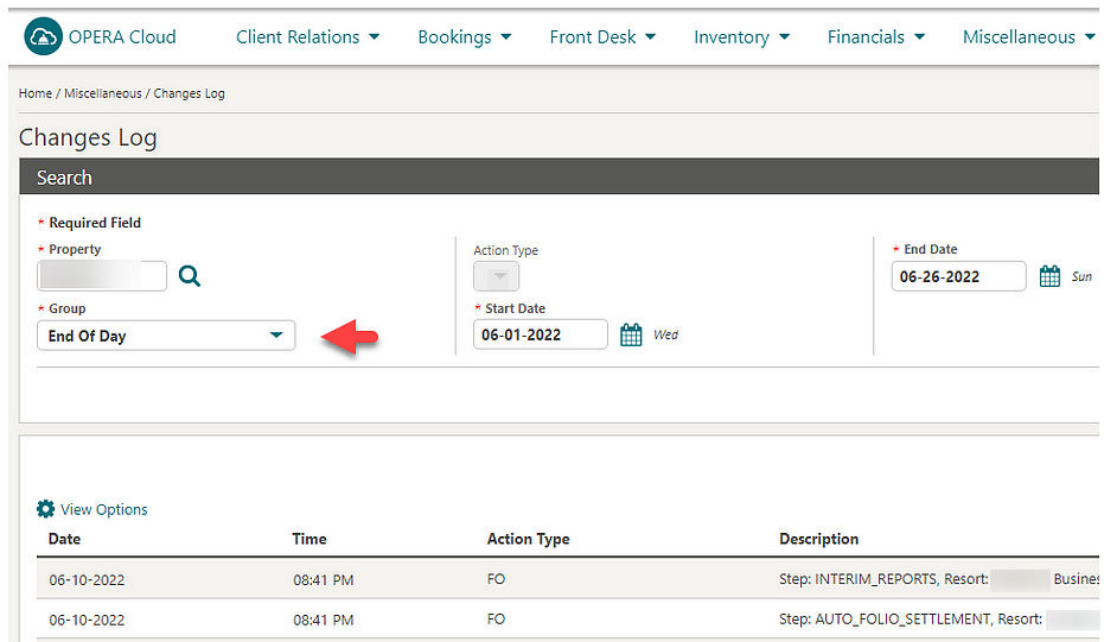 OPERA Cloud Client Relations Bookings Front Desk Inventory Financials Miscellaneous
Home / Miscellaneous / Changes Log
Changes Log
Search
* Required Field
* Property
Action Type
* End Date
06-26-2022 Sun
* Group
* Start Date
End Of Day
06-01-2022 Wed
View Options
Date Time Action Type Description
06-10-2022 08:41 PM FO Step: INTERIM_REPORTS, Resort: Busines
06-10-2022 08:41 PM FO Step: AUTO_FOLIO_SETTLEMENT, Resort: